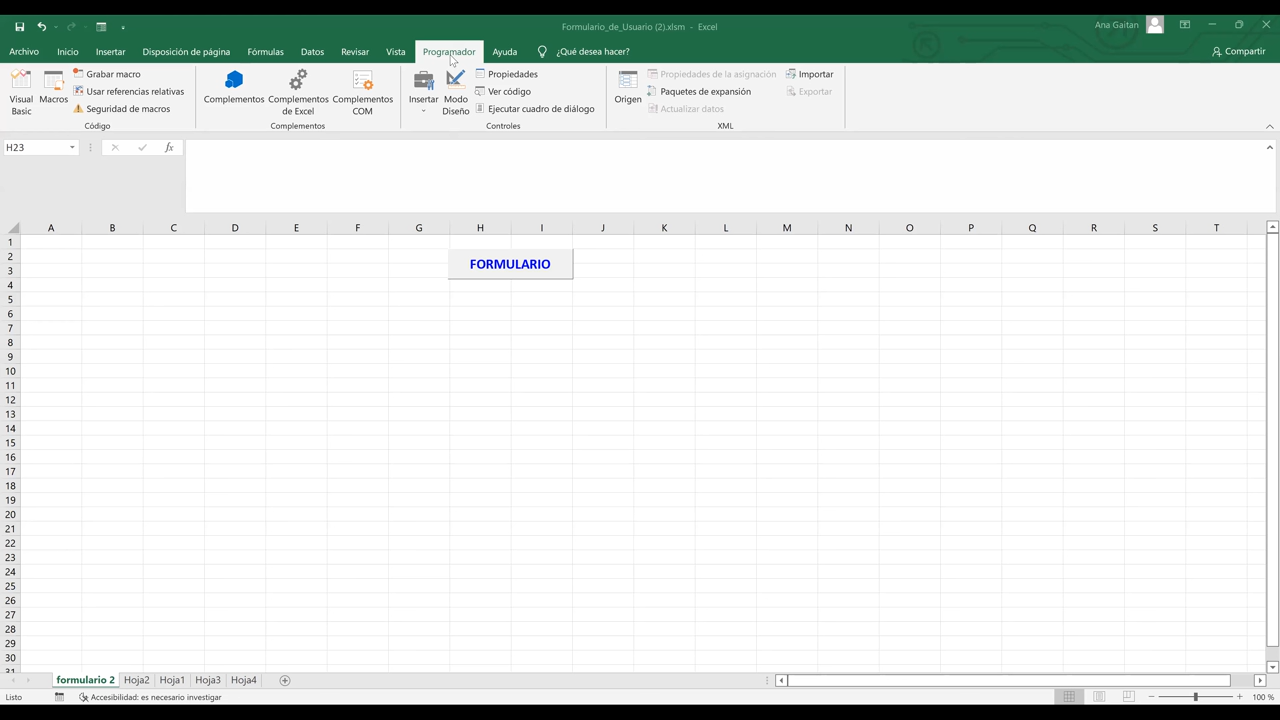 Formulario_de_Usuario (2).xlsm - Excel
Ana Gaitan
Archivo Inicio Insertar Disposición de página Fórmulas Datos Revisar Vista Programador Ayuda ¿Qué desea hacer? Compartir
Visual Basic
Macros
Grabar macro
Usar referencias relativas
Seguridad de macros
Código
Complementos
Complementos de Excel
Complementos COM
Complementos
Insertar
Modo Diseño
Propiedades
Ver código
Ejecutar cuadro de diálogo
Controles
Origen
Propiedades de la asignación
Paquetes de expansión
Actualizar datos
Importar
Exportar
XML
H23 fx
A B C D E F G H I J K L M N O P Q R S T
1
2
FORMULARIO
3
4
5
6
7
8
9
10
11
12
13
14
15
16
17
18
19
20
21
22
23
24
25
26
27
28
29
30
31
formulario 2 Hoja2 Hoja1 Hoja3 Hoja4
Listo Accesibilidad: es necesario investigar 100 %